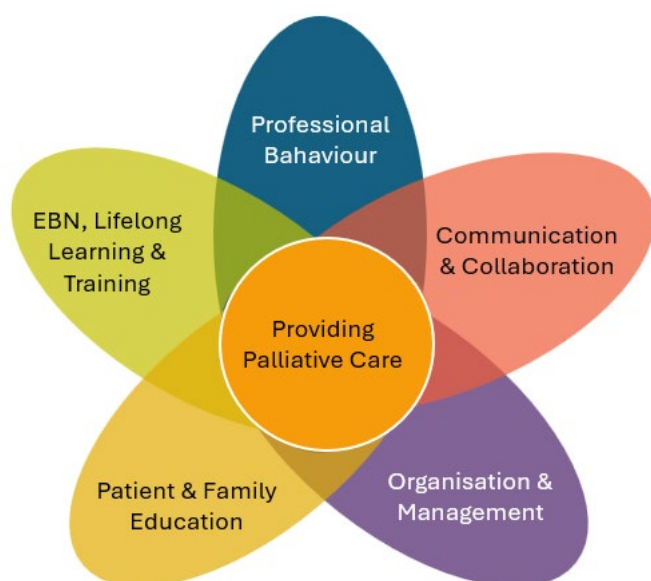 Professional
Bahaviour
EBN, Lifelong
Learning &
Training
Communication
& Collaboration
Providing
Palliative Care
Patient & Family
Education
Organisation &
Management